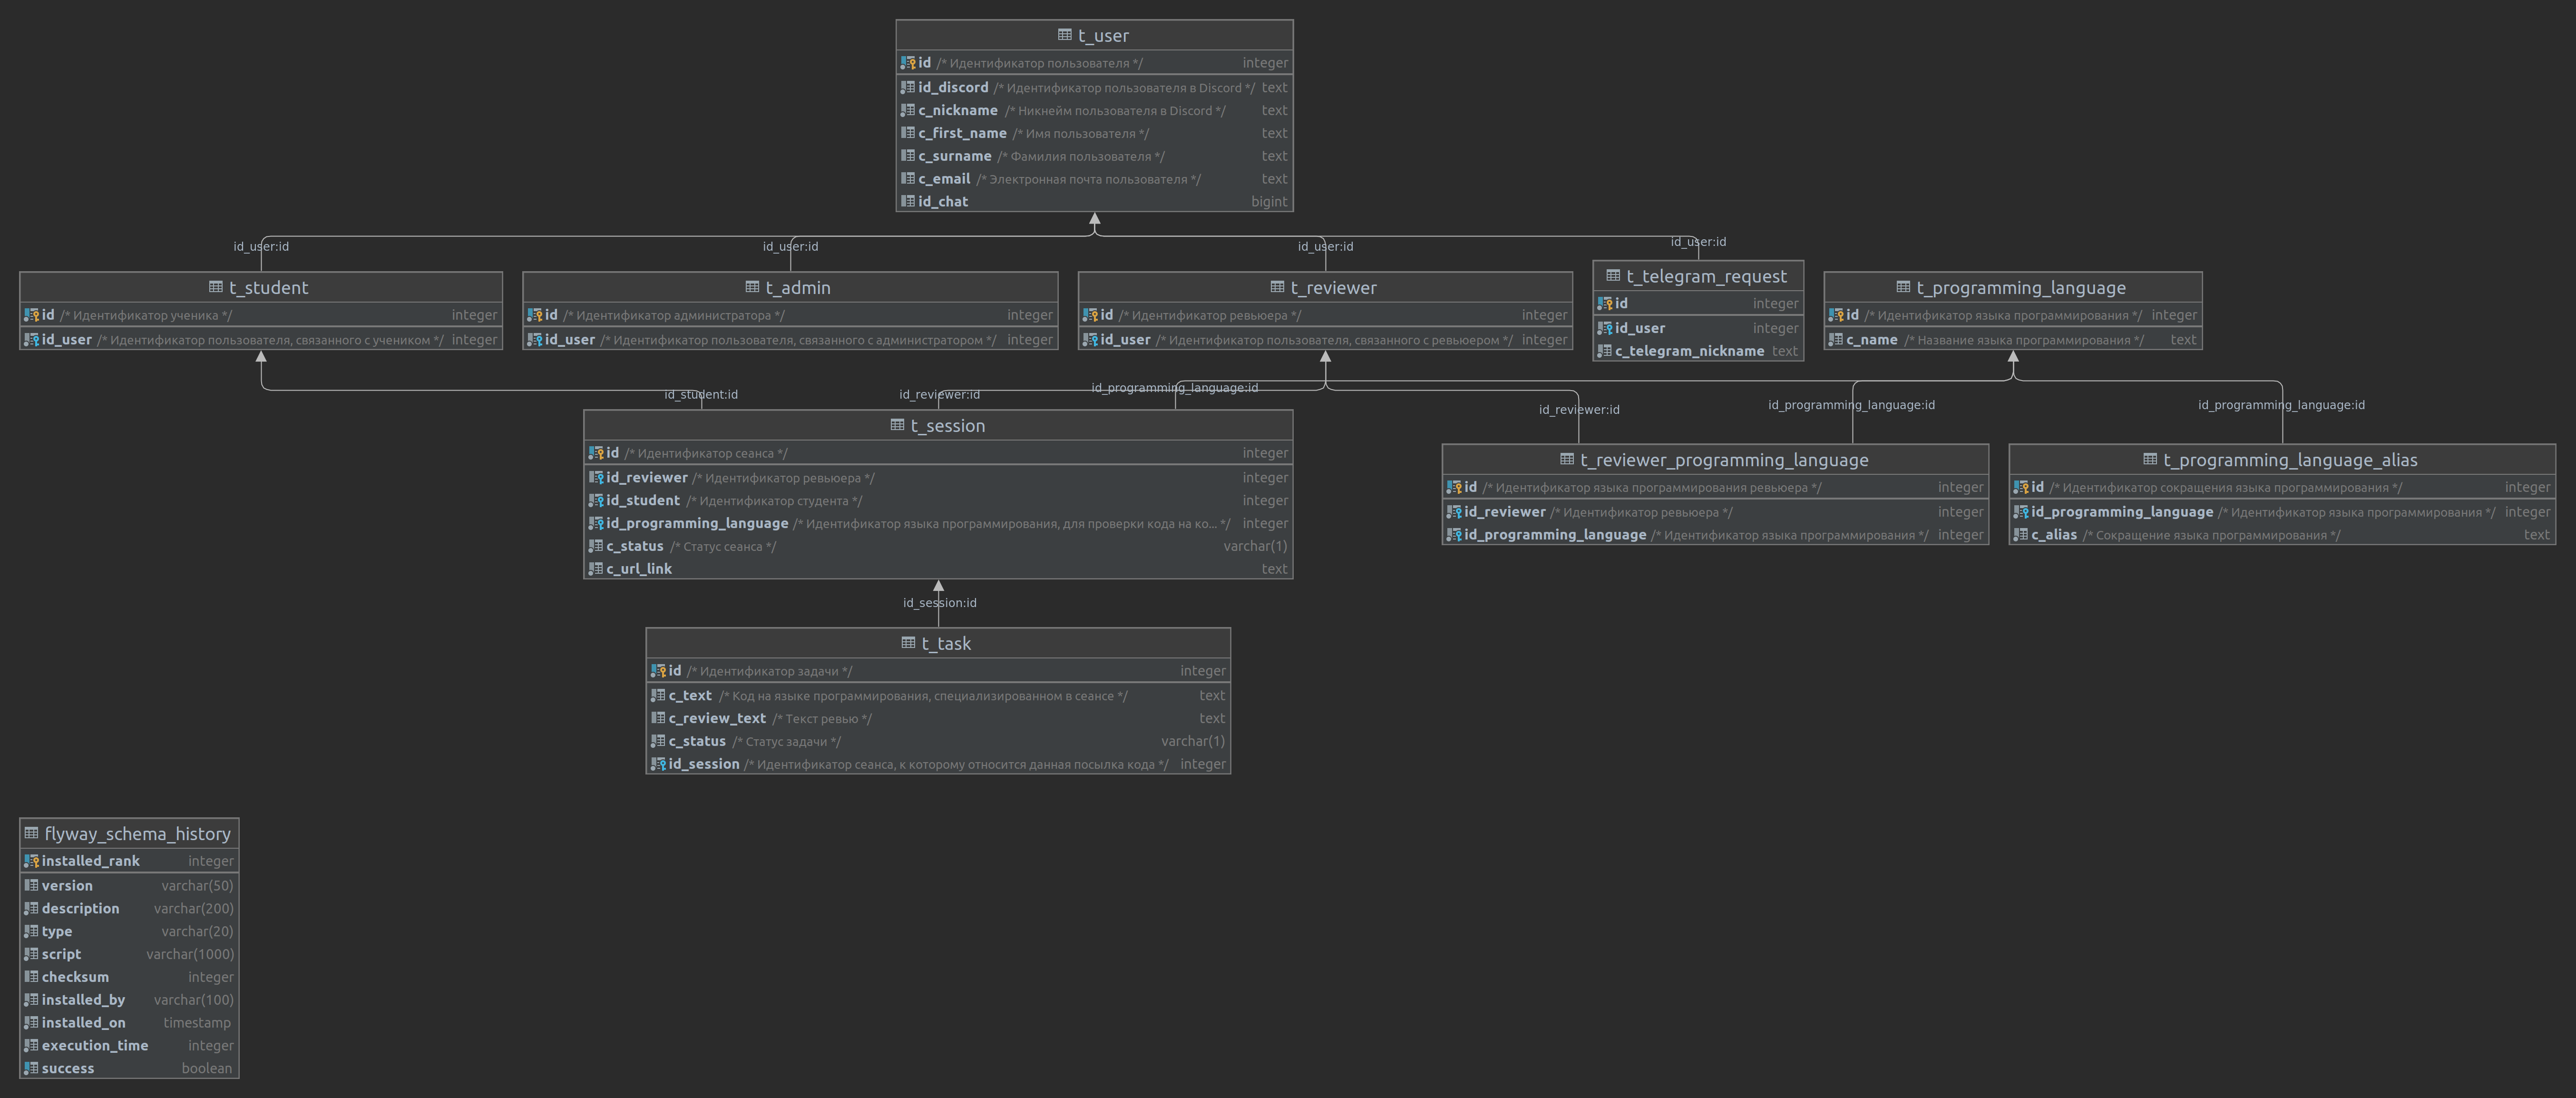 t_user
id /* Идентификатор пользователя */ integer
id_discord /* Идентификатор пользователя в Discord */ text
c_nickname /* Никнейм пользователя в Discord */ text
c_first_name /* Имя пользователя */ text
c_surname /* Фамилия пользователя */ text
c_email /* Электронная почта пользователя */ text
id_chat bigint
id_user:id
id_user:id
id_user:id
id_user:id
t_student
id /* Идентификатор ученика */ integer
id_user /* Идентификатор пользователя, связанного с учеником */ integer
t_admin
id /* Идентификатор администратора */ integer
id_user /* Идентификатор пользователя, связанного с администратором */ integer
t_reviewer
id /* Идентификатор ревьюера */ integer
id_user /* Идентификатор пользователя, связанного с ревьюером */ integer
t_telegram_request
id integer
id_user integer
c_telegram_nickname text
t_programming_language
id /* Идентификатор языка программирования */ integer
c_name /* Название языка программирования */ text
id_student:id
id_reviewer:id
id_programming_language:id
id_reviewer:id
id_programming_language:id
id_programming_language:id
t_session
id /* Идентификатор сеанса */ integer
id_reviewer /* Идентификатор ревьюера */ integer
id_student /* Идентификатор студента */ integer
id_programming_language /* Идентификатор языка программирования, для проверки кода на ко... */ integer
c_status /* Статус сеанса */ varchar(1)
c_url_link text
t_reviewer_programming_language
id /* Идентификатор языка программирования ревьюера */ integer
id_reviewer /* Идентификатор ревьюера */ integer
id_programming_language /* Идентификатор языка программирования */ integer
t_programming_language_alias
id /* Идентификатор сокращения языка программирования */ integer
id_programming_language /* Идентификатор языка программирования */ integer
c_alias /* Сокращение языка программирования */ text
id_session:id
t_task
id /* Идентификатор задачи */ integer
c_text /* Код на языке программирования, специализированном в сеансе */ text
c_review_text /* Текст ревью */ text
c_status /* Статус задачи */ varchar(1)
id_session /* Идентификатор сеанса, к которому относится данная посылка кода */ integer
flyway_schema_history
installed_rank integer
version varchar(50)
description varchar(200)
type varchar(20)
script varchar(1000)
checksum integer
installed_by varchar(100)
installed_on timestamp
execution_time integer
success boolean